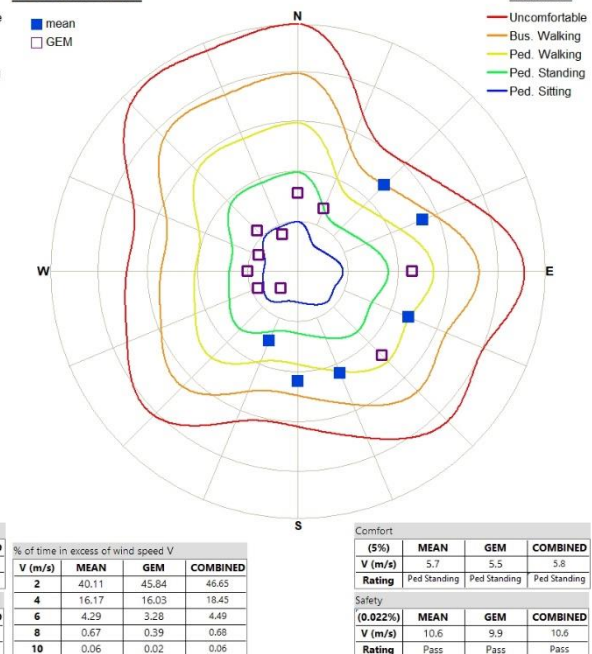 mean
GEM
N
W
E
S
Uncomfortable
Bus. Walking
Ped. Walking
Ped. Standing
Ped. Sitting
% of time in excess of wind speed V
V (m/s) MEAN GEM COMBINED
2 40.11 45.84 46.65
4 16.17 16.03 18.45
6 4.29 3.28 4.49
8 0.67 0.39 0.68
10 0.06 0.02 0.06
Comfort
(5%) MEAN GEM COMBINED
V (m/s) 5.7 5.5 5.8
Rating Ped Standing Ped Standing Ped Standing
Safety
(0.022%) MEAN GEM COMBINED
V (m/s) 10.6 9.9 10.6
Rating Pass Pass Pass